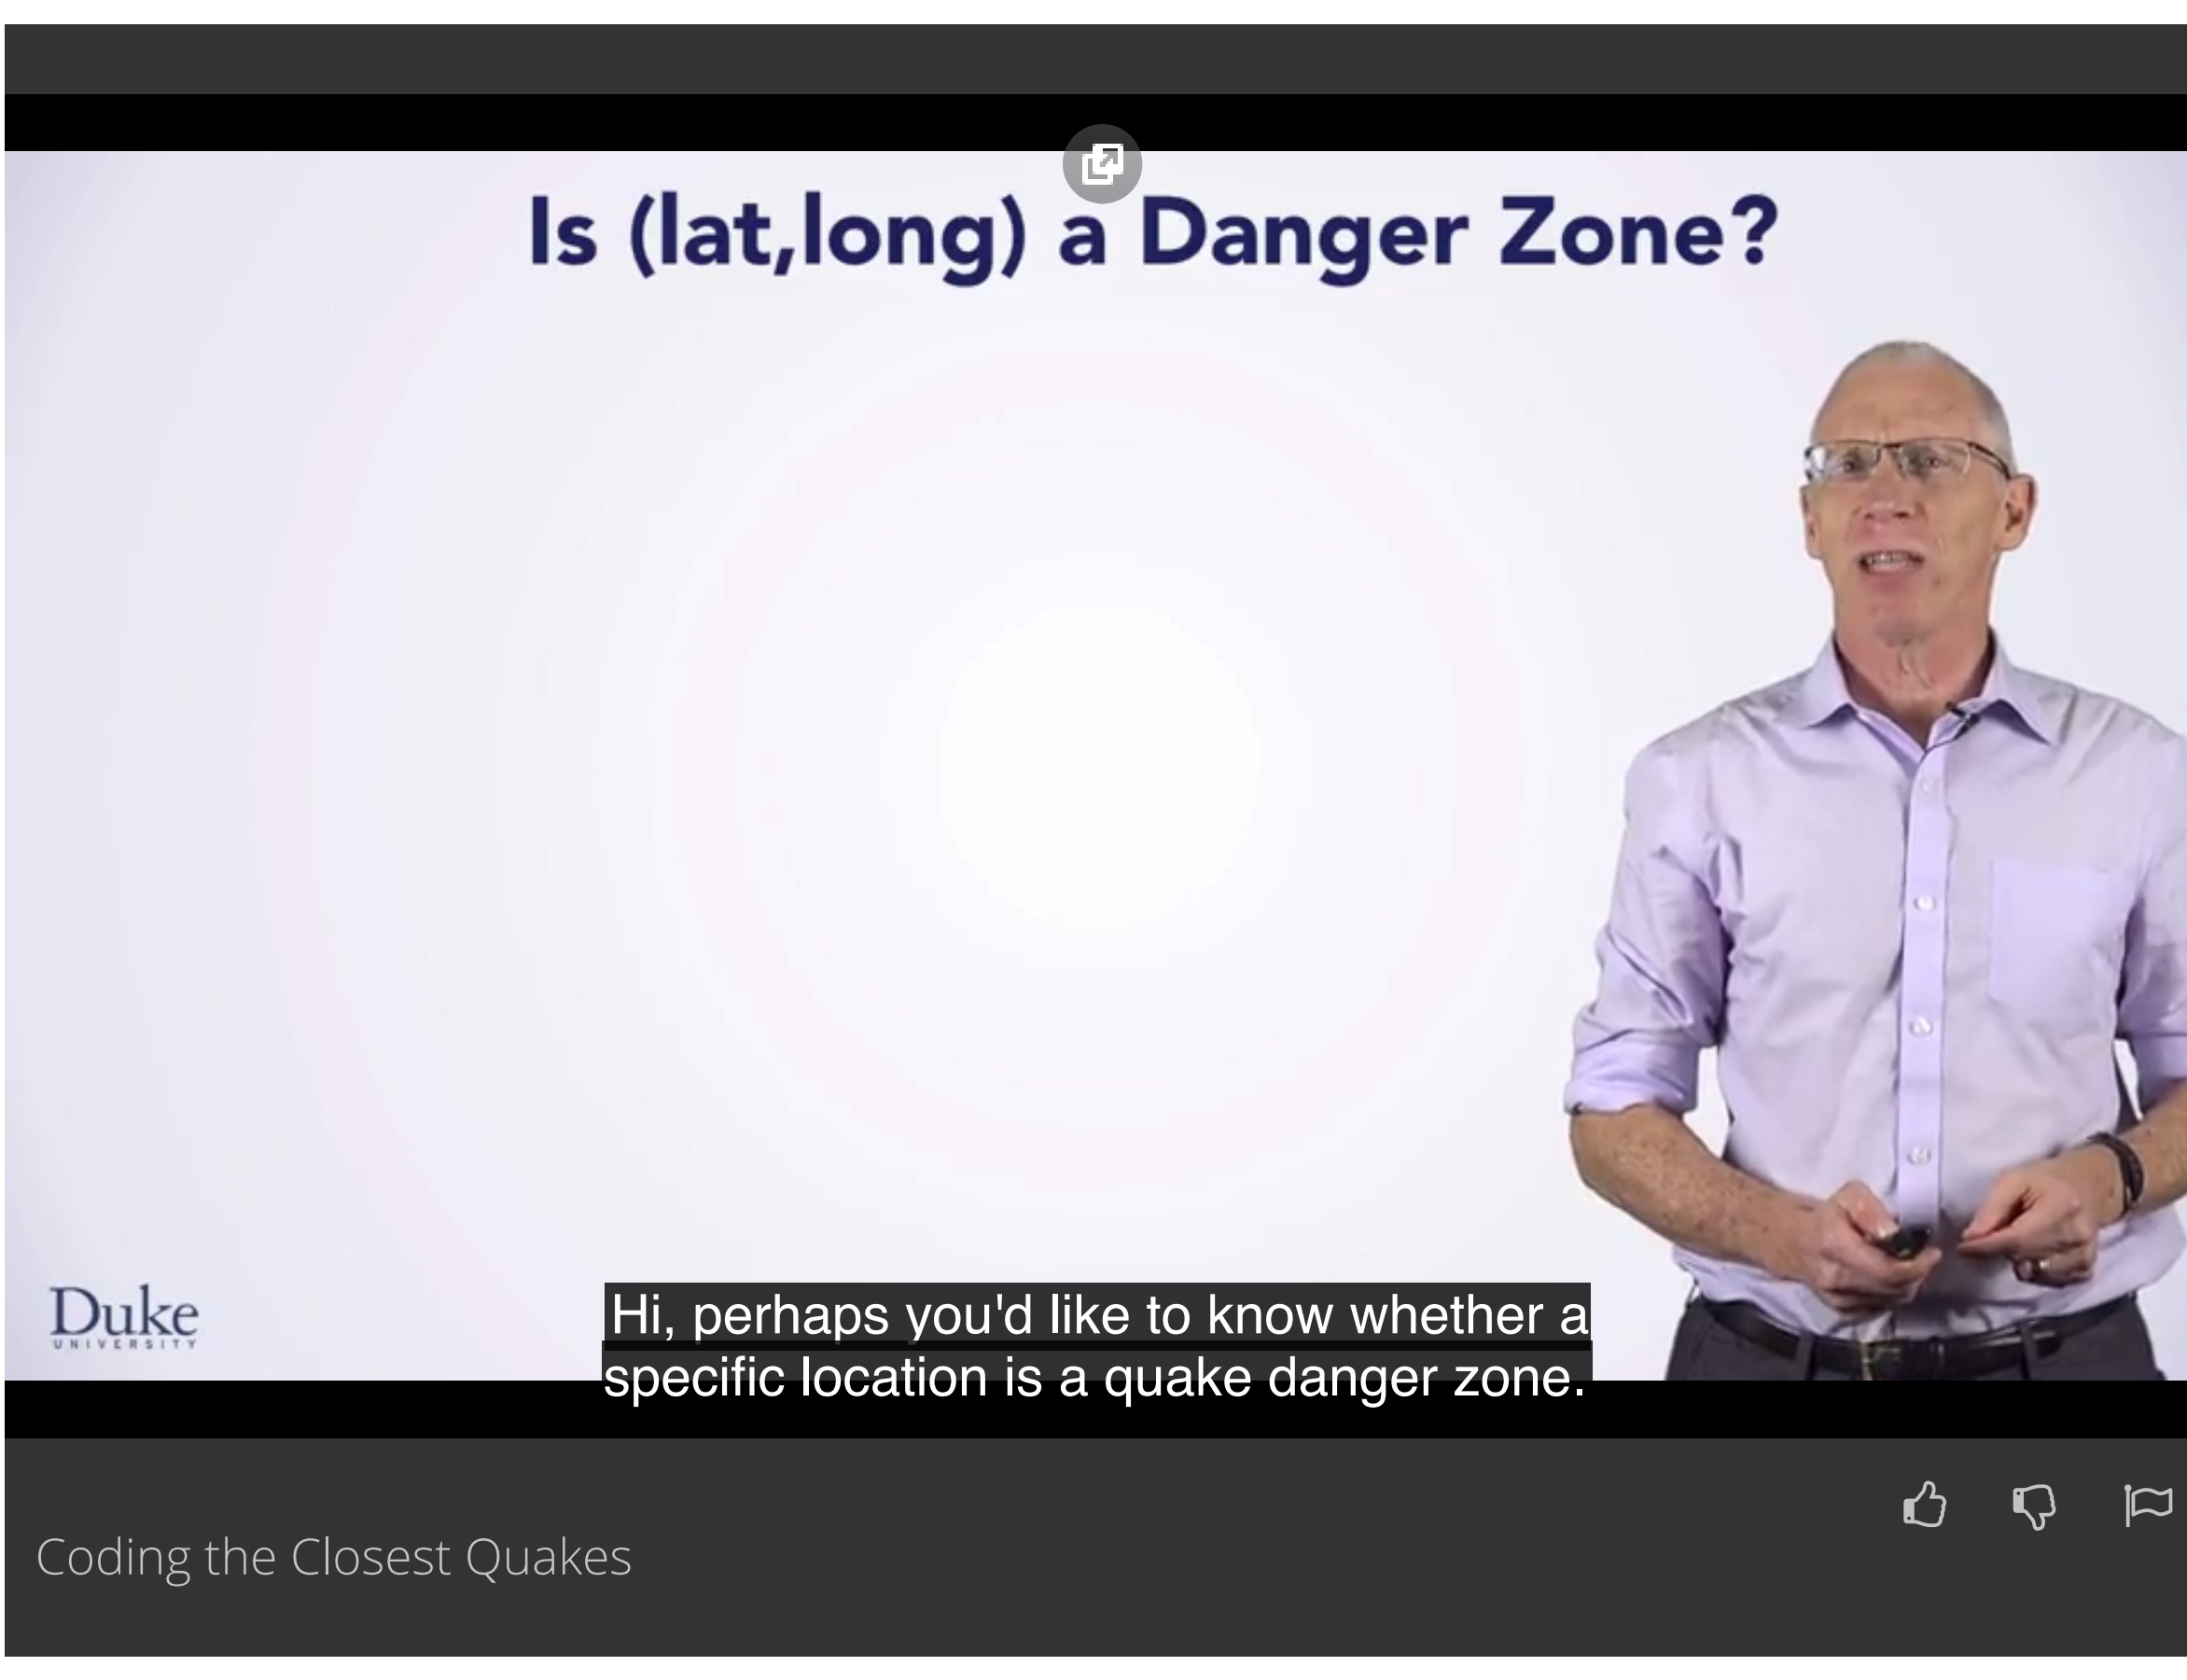 Is (lat,long) a Danger Zone?
Duke
UNIVERSITY
Hi, perhaps you'd like to know whether a
specific location is a quake danger zone.
Coding the Closest Quakes